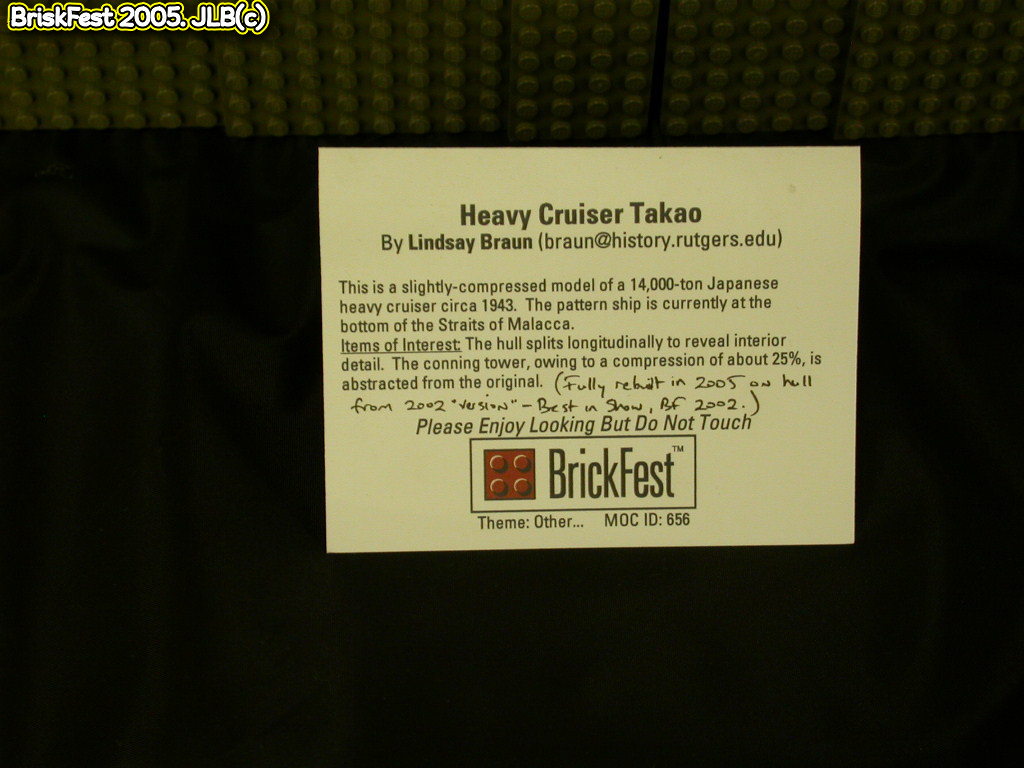 BriskFest 2005. JLB(c)
Heavy Cruiser Takao
By Lindsay Braun (braun@history.rutgers.edu)
This is a slightly-compressed model of a 14,000-ton Japanese
heavy cruiser circa 1943. The pattern ship is currently at the
bottom of the Straits of Malacca.
Items of Interest: The hull splits longitudinally to reveal interior
detail. The conning tower, owing to a compression of about 25%, is
abstracted from the original. (Fully rebuilt in 2005 on hull
from 2002 "version" - Best in Show, BF 2002.)
Please Enjoy Looking But Do Not Touch
BrickFest™
Theme: Other... MOC ID: 656